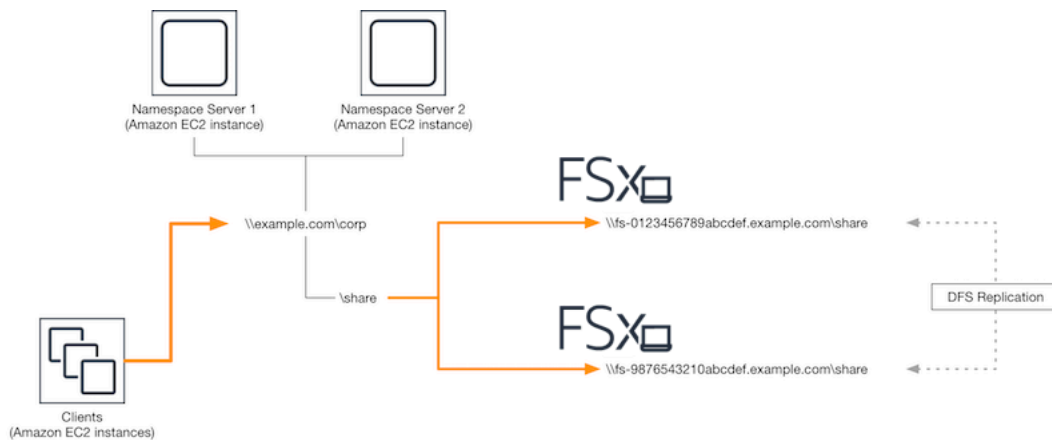 Namespace Server 1
(Amazon EC2 instance)
Namespace Server 2
(Amazon EC2 instance)
FSx
\\example.com\corp
\\fs-0123456789abcdef.example.com\share
\share
DFS Replication
FSx
\\fs-9876543210abcdef.example.com\share
Clients
(Amazon EC2 instances)